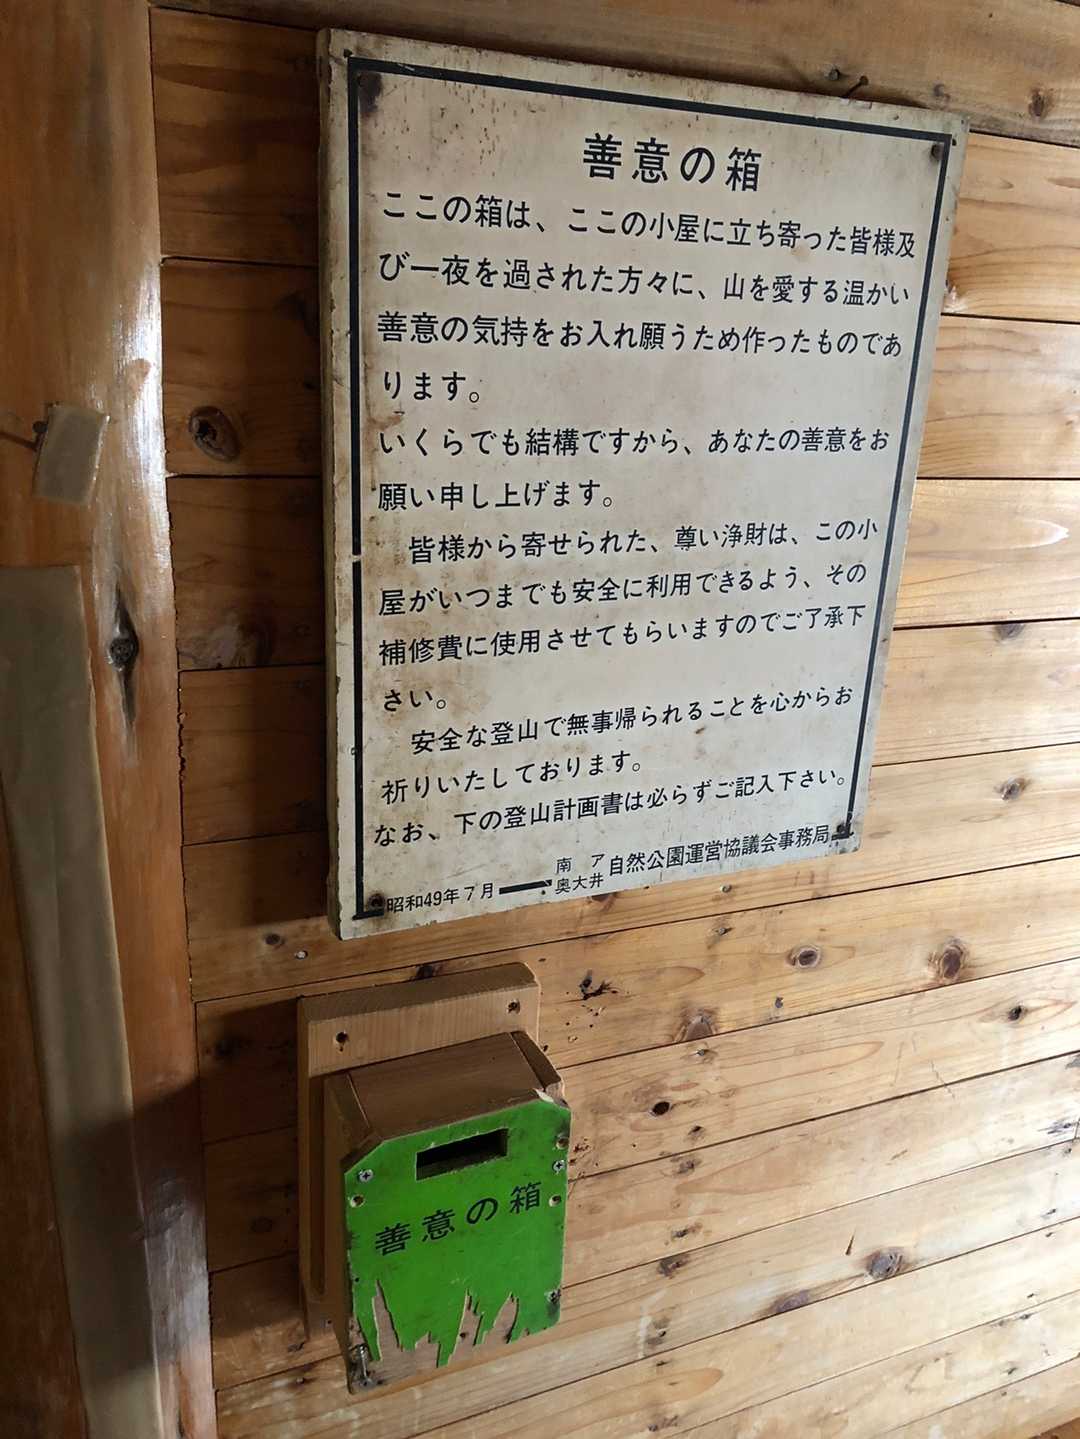 善意の箱
ここの箱は、ここの小屋に立ち寄った皆様及
び一夜を過された方々に、山を愛する温かい
善意の気持をお入れ願うため作ったものであ
ります。
いくらでも結構ですから、あなたの善意をお
願い申し上げます。
皆様から寄せられた、尊い浄財は、この小
屋がいつまでも安全に利用できるよう、その
補修費に使用させてもらいますのでご了承下
さい。
安全な登山で無事帰られることを心からお
祈りいたしております。
なお、下の登山計画書は必らずご記入下さい。
昭和49年7月
南ア
奥大井
自然公園運営協議会事務局
善意の箱